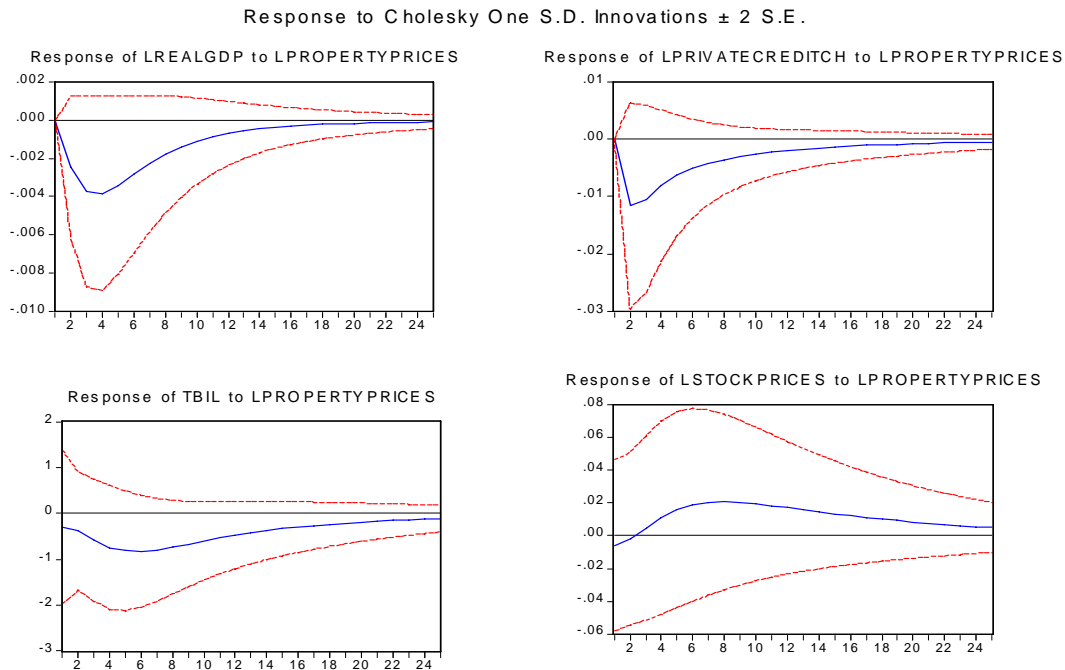 Response to Cholesky One S.D. Innovations ± 2 S.E.
Response of LREALGDP to LPROPERTYPRICES
.002
.000
-.002
-.004
-.006
-.008
-.010
2 4 6 8 10 12 14 16 18 20 22 24
Response of LPRIVATECREDITCH to LPROPERTYPRICES
.01
.00
-.01
-.02
-.03
2 4 6 8 10 12 14 16 18 20 22 24
Response of TBIL to LPROPERTYPRICES
2
1
0
-1
-2
-3
2 4 6 8 10 12 14 16 18 20 22 24
Response of LSTOCKPRICES to LPROPERTYPRICES
.08
.06
.04
.02
.00
-.02
-.04
-.06
2 4 6 8 10 12 14 16 18 20 22 24